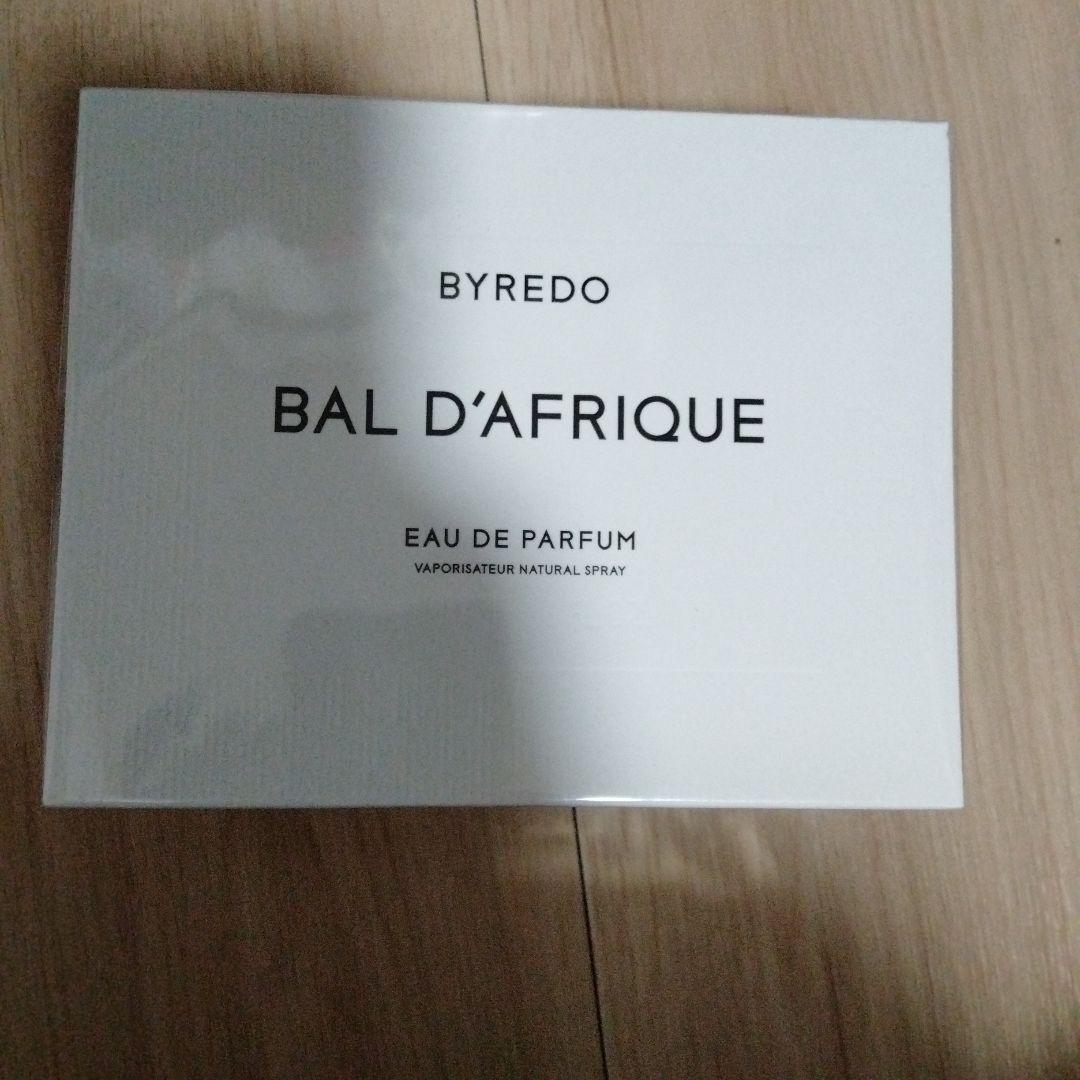 BYREDO
BAL D'AFRIQUE
EAU DE PARFUM
VAPORISATEUR NATURAL SPRAY